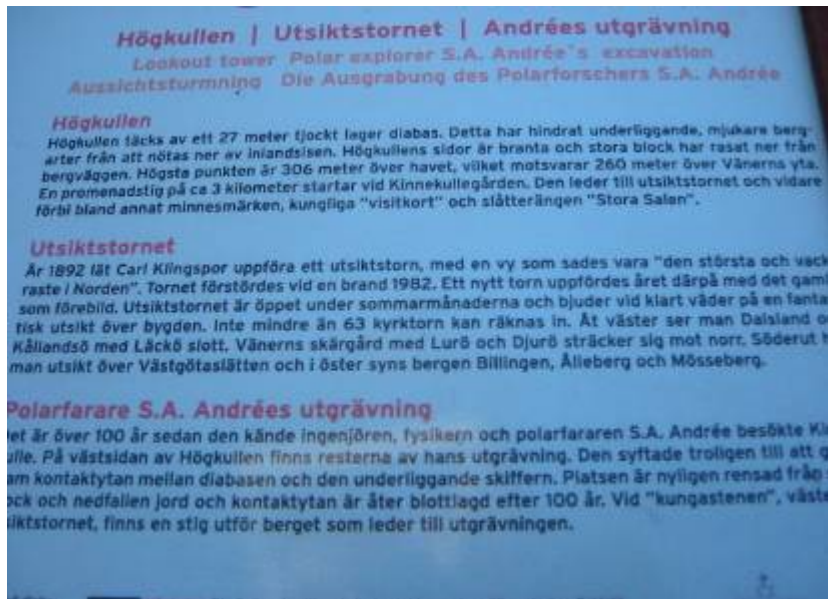 Högkullen | Utsiktstornet | Andrées utgrävning
Lookout tower Polar explorer S.A. Andrée`s excavation
Aussichtsturmning Die Ausgrabung des Polarforschers S.A. Andrée
Högkullen
Högkullen täcks av ett 27 meter tjockt lager diabas. Detta har hindrat underliggande, mjukare berg-
arter från att nötas ner av inlandsisen. Högkullens sidor är branta och stora block har rasat ner från
bergväggen. Högsta punkten är 306 meter över havet, vilket motsvarar 260 meter över Vänerns yta.
En promenadstig på ca 3 kilometer startar vid Kinnekullegården. Den leder till utsiktstornet och vidare
förbi bland annat minnesmärken, kungliga "visitkort" och slåtterängen "Stora Salen".
Utsiktstornet
År 1892 lät Carl Klingspor uppföra ett utsiktstorn, med en vy som sades vara "den största och vack
raste i Norden". Tornet förstördes vid en brand 1982. Ett nytt torn uppfördes året därpå med det gaml
som förebild. Utsiktstornet är öppet under sommarmånaderna och bjuder vid klart väder på en fanta
tisk utsikt över bygden. Inte mindre än 63 kyrktorn kan räknas in. Åt väster ser man Dalsland o
Kållandsö med Läckö slott, Vänerns skärgård med Lurö och Djurö sträcker sig mot norr. Söderut h
man utsikt över Västgötaslätten och i öster syns bergen Billingen, Ålleberg och Mösseberg.
Polarfarare S.A. Andrées utgrävning
et är över 100 år sedan den kände ingenjören, fysikern och polarfararen S.A. Andrée besökte Ki
ulle. På västsidan av Högkullen finns resterna av hans utgrävning. Den syftade troligen till att g
am kontaktytan mellan diabasen och den underliggande skiffern. Platsen är nyligen rensad från
ock och nedfallen jord och kontaktytan är åter blottlagd efter 100 år. Vid "kungastenen", väste
siktstornet, finns en stig utför berget som leder till utgrävningen.